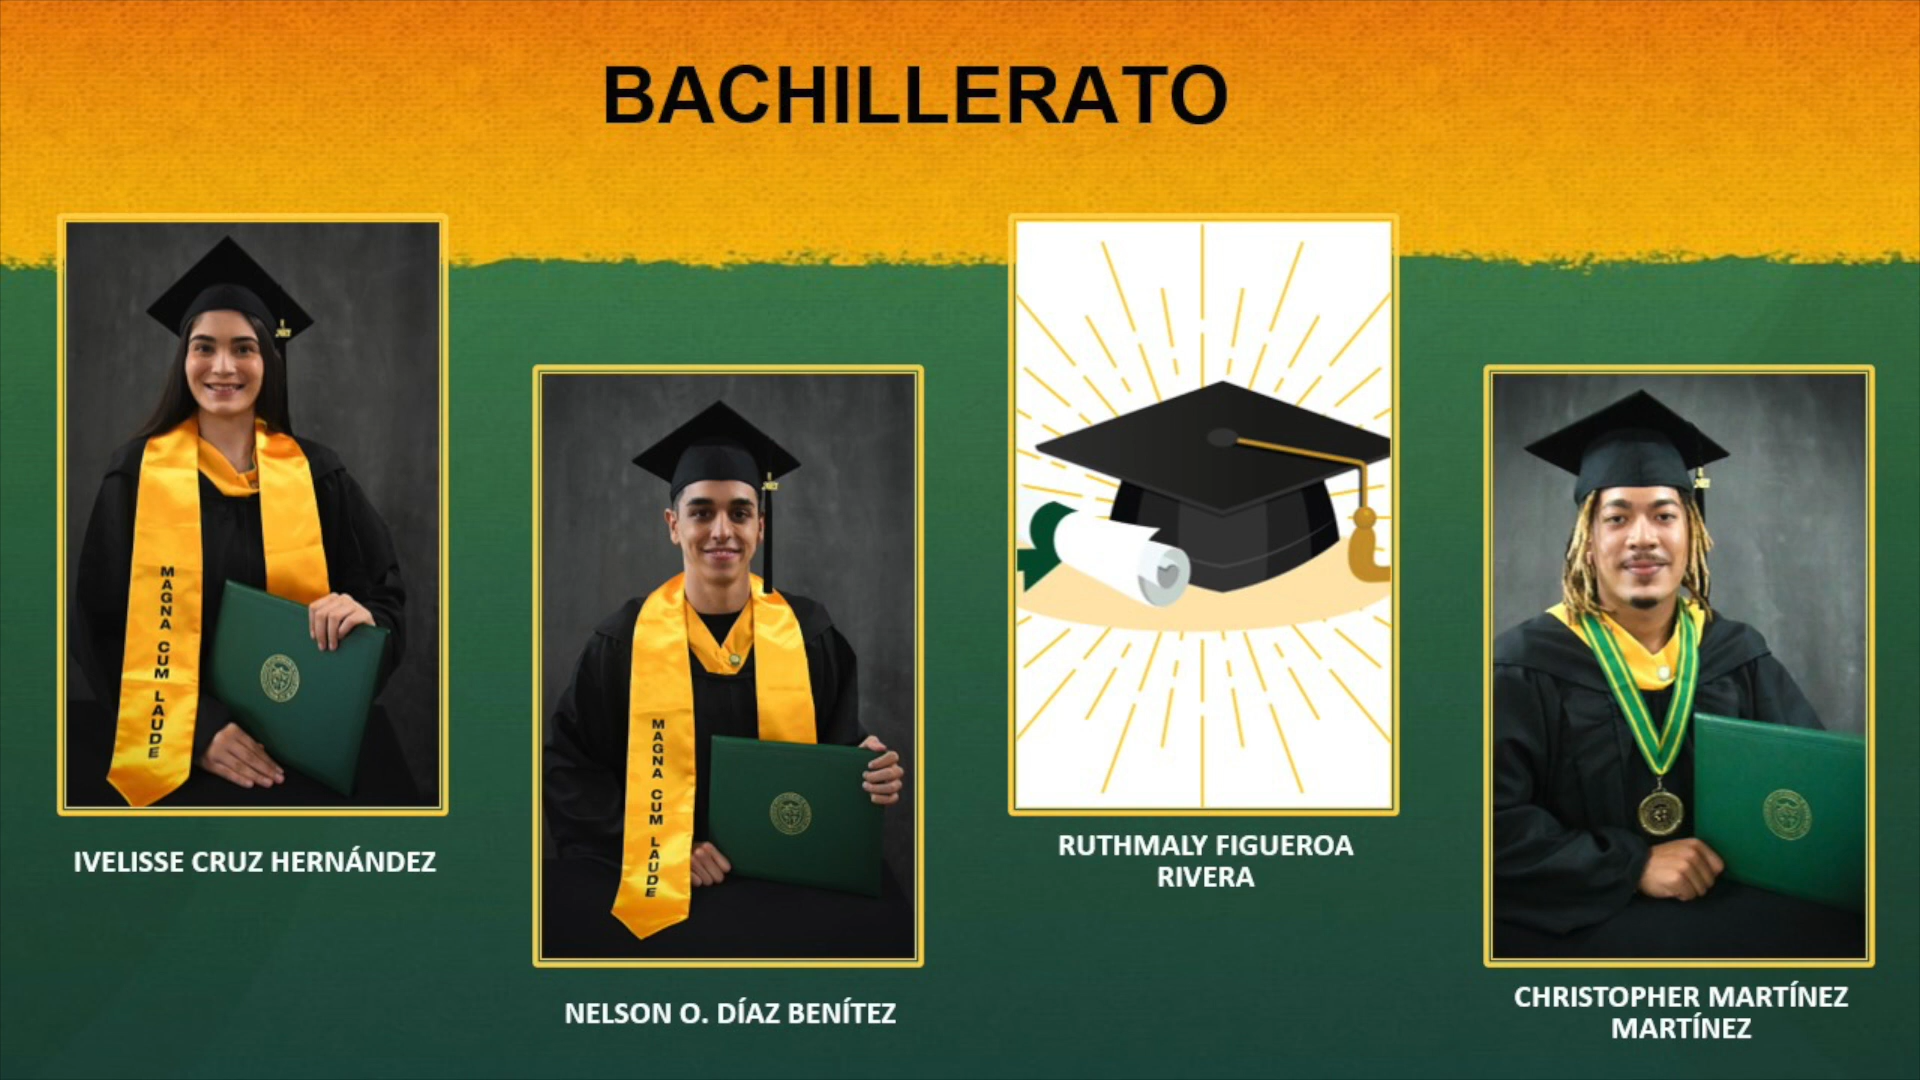 BACHILLERATO
MAGNA CUM LAUDE
IVELISSE CRUZ HERNÁNDEZ
MAGNA CUM LAUDE
NELSON O. DÍAZ BENÍTEZ
RUTHMALY FIGUEROA
RIVERA
CHRISTOPHER MARTÍNEZ
MARTÍNEZ